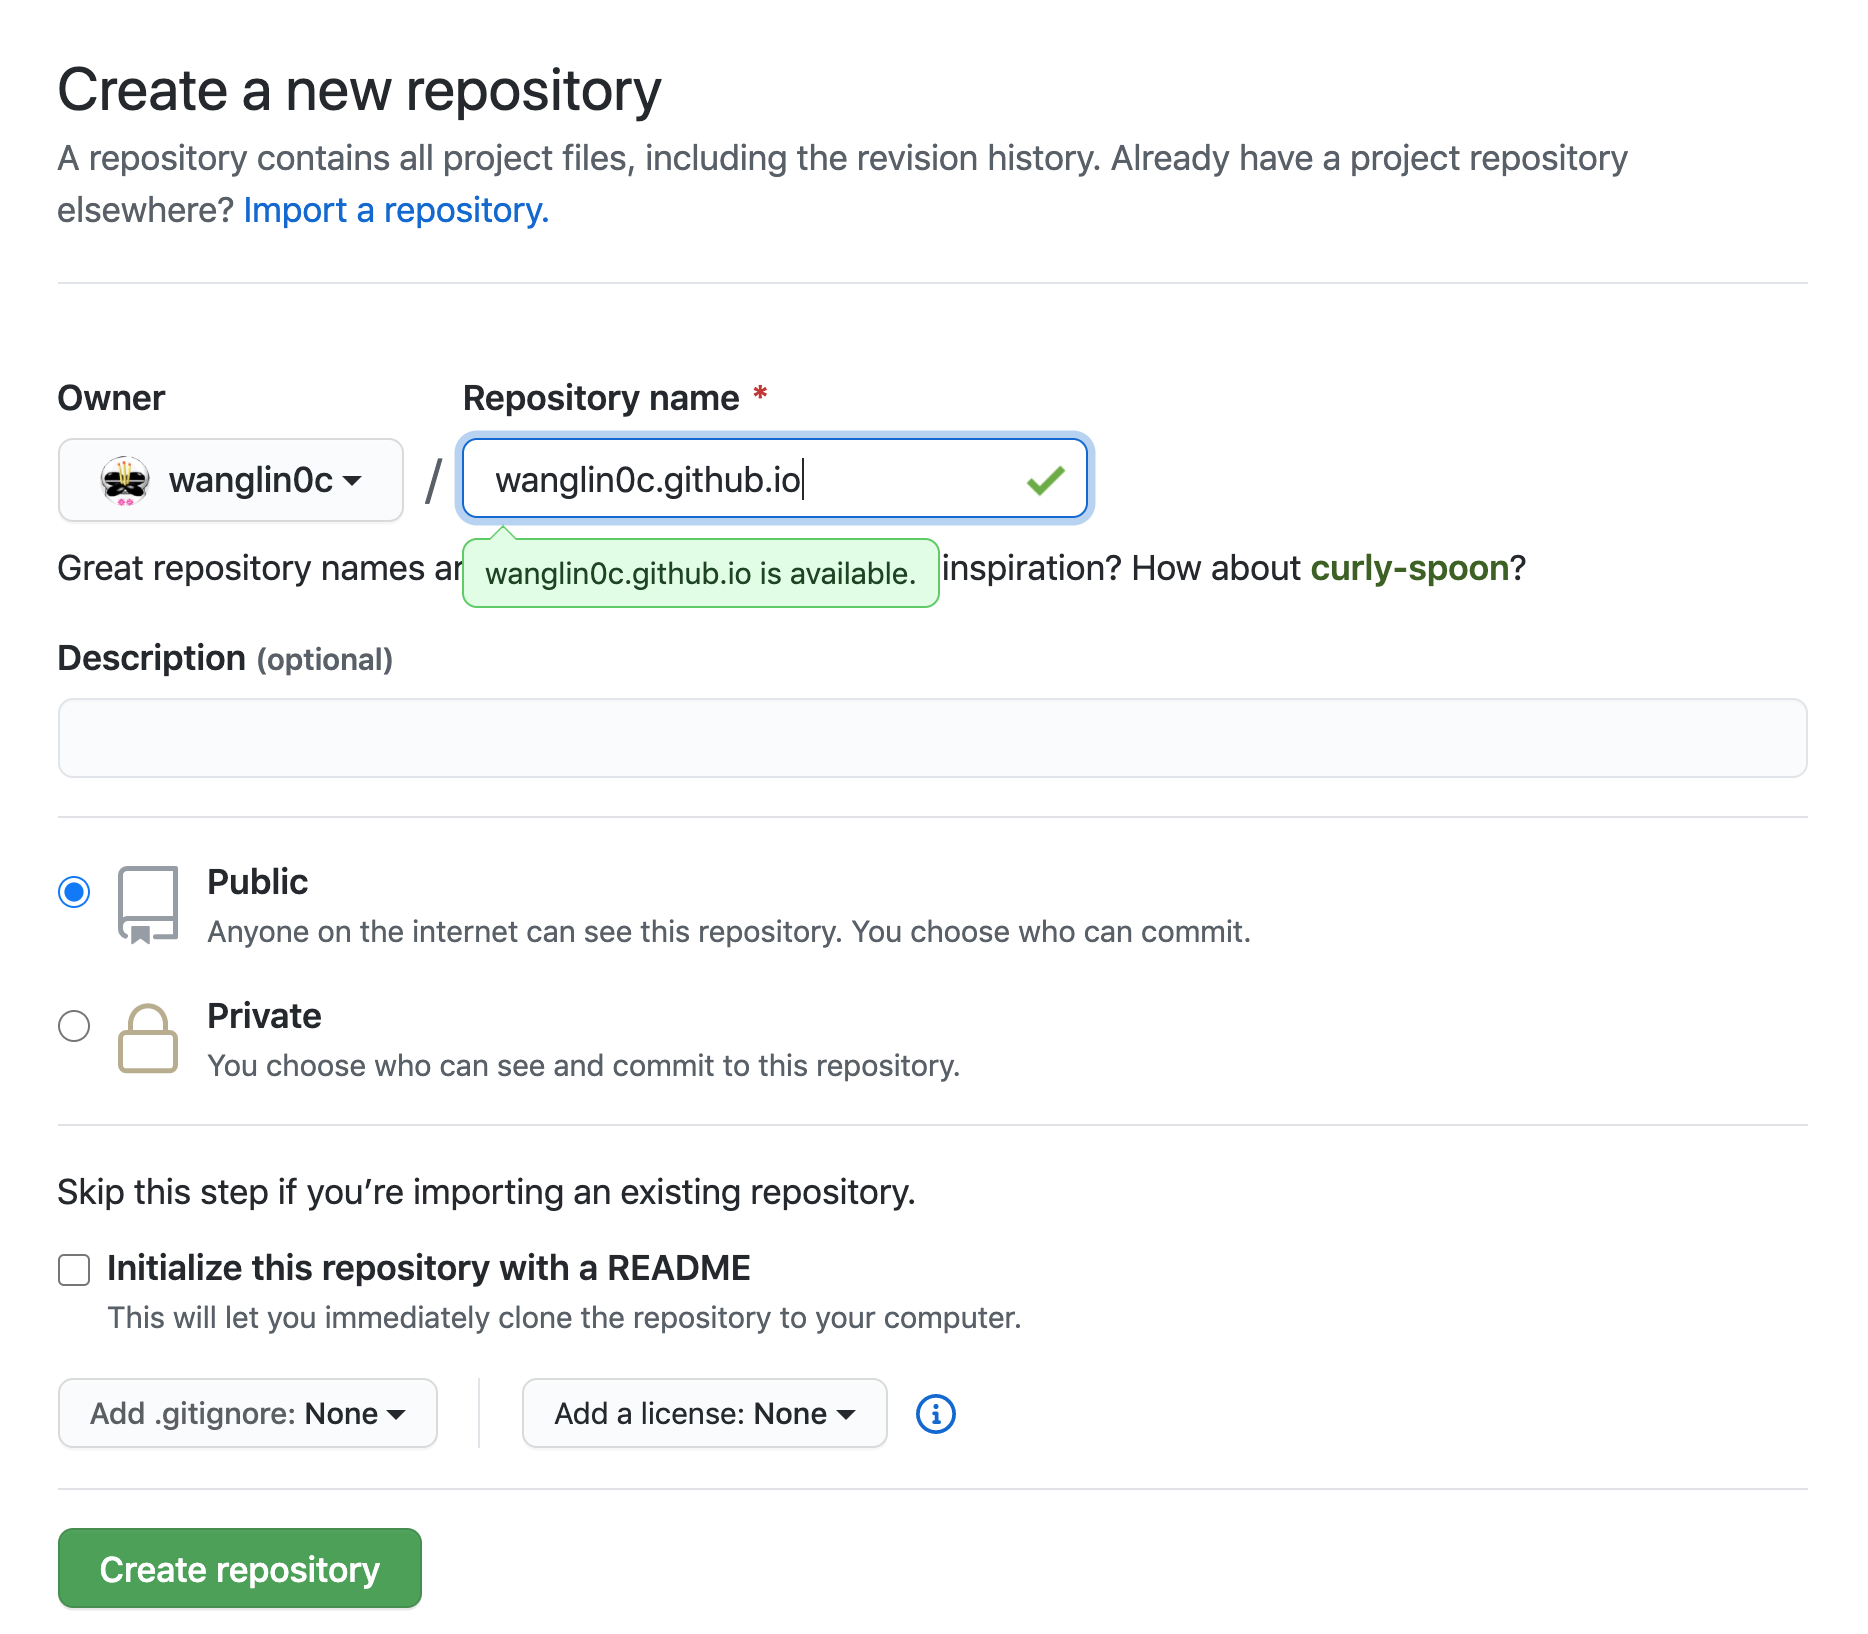 Create a new repository
A repository contains all project files, including the revision history. Already have a project repository
elsewhere? Import a repository.
Owner
Repository name *
wanglin0c
/
wanglin0c.github.io
Great repository names
wanglin0c.github.io is available.
inspiration? How about curly-spoon?
Description (optional)
Public
Anyone on the internet can see this repository. You choose who can commit.
Private
You choose who can see and commit to this repository.
Skip this step if you’re importing an existing repository.
Initialize this repository with a README
This will let you immediately clone the repository to your computer.
Add .gitignore: None
Add a license: None
Create repository